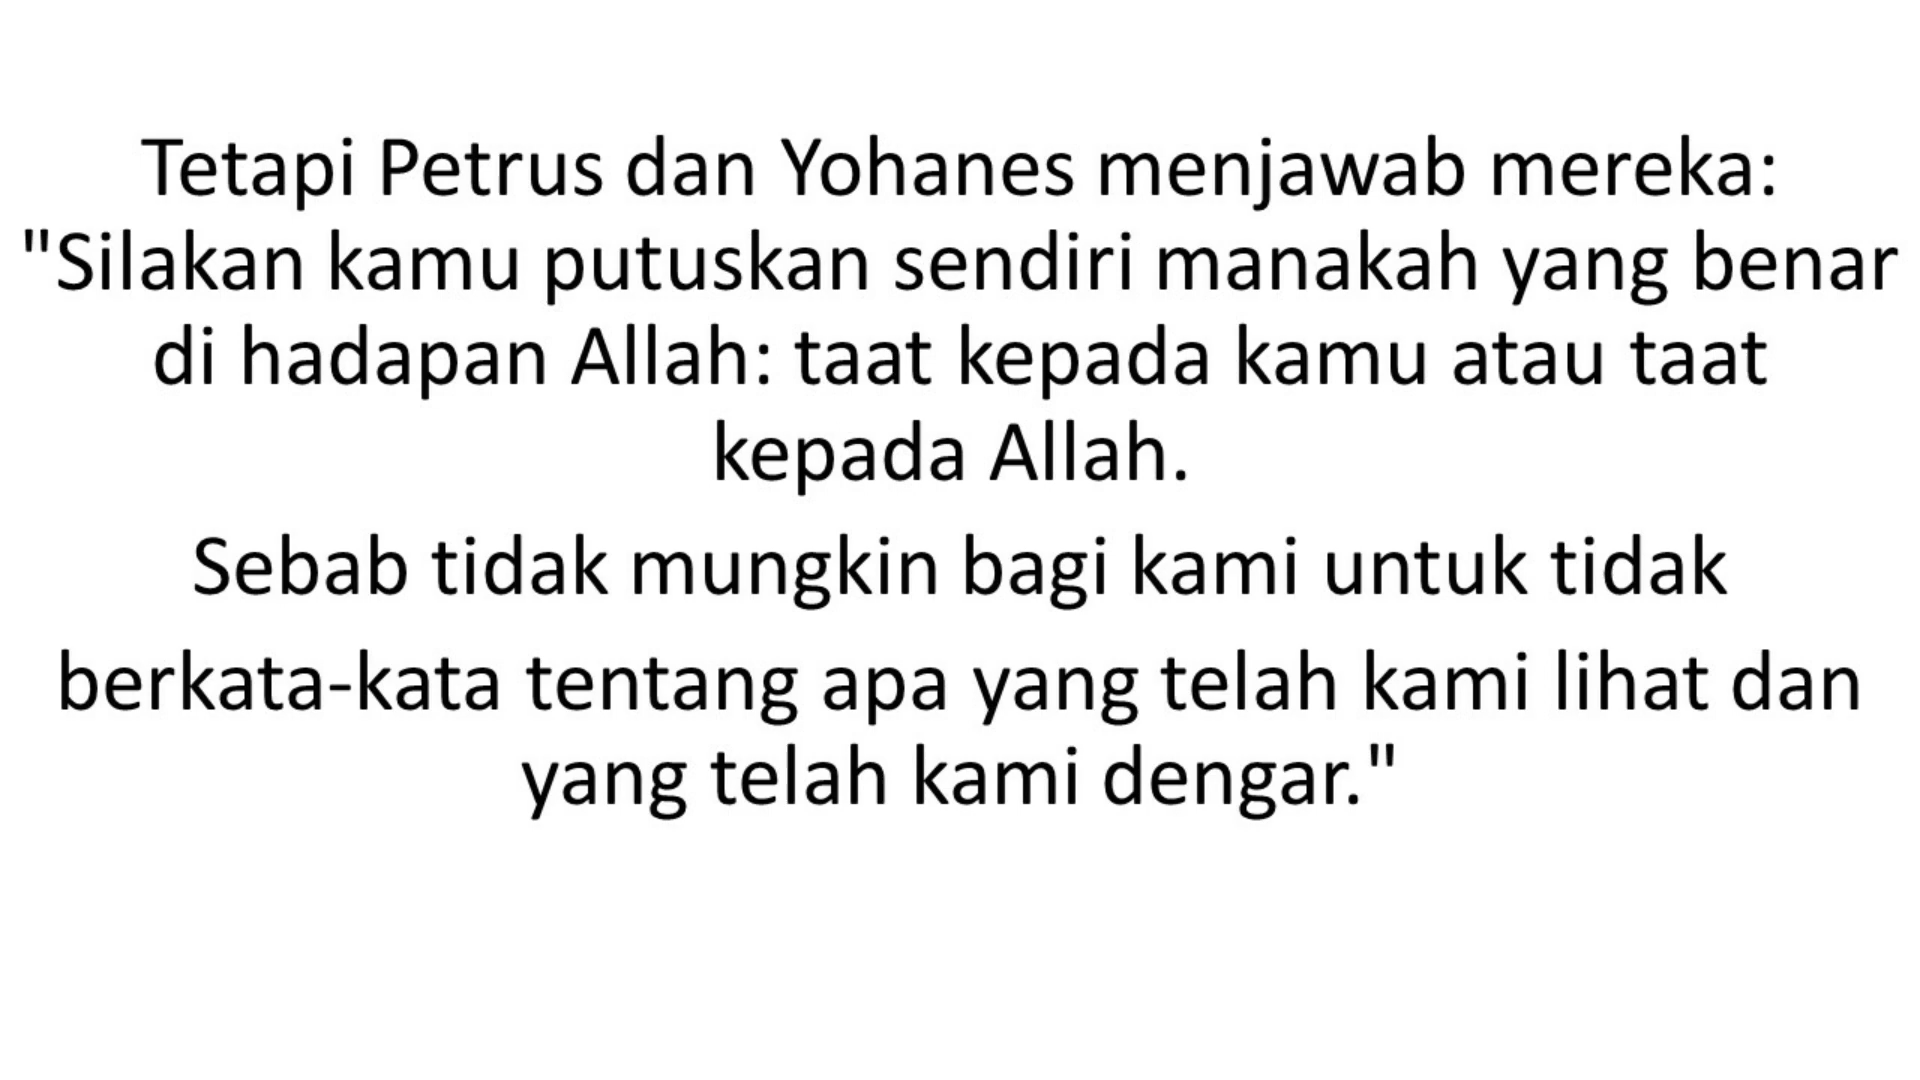 Tetapi Petrus dan Yohanes menjawab mereka:
"Silakan kamu putuskan sendiri manakah yang benar
di hadapan Allah: taat kepada kamu atau taat
kepada Allah.
Sebab tidak mungkin bagi kami untuk tidak
berkata-kata tentang apa yang telah kami lihat dan
yang telah kami dengar."